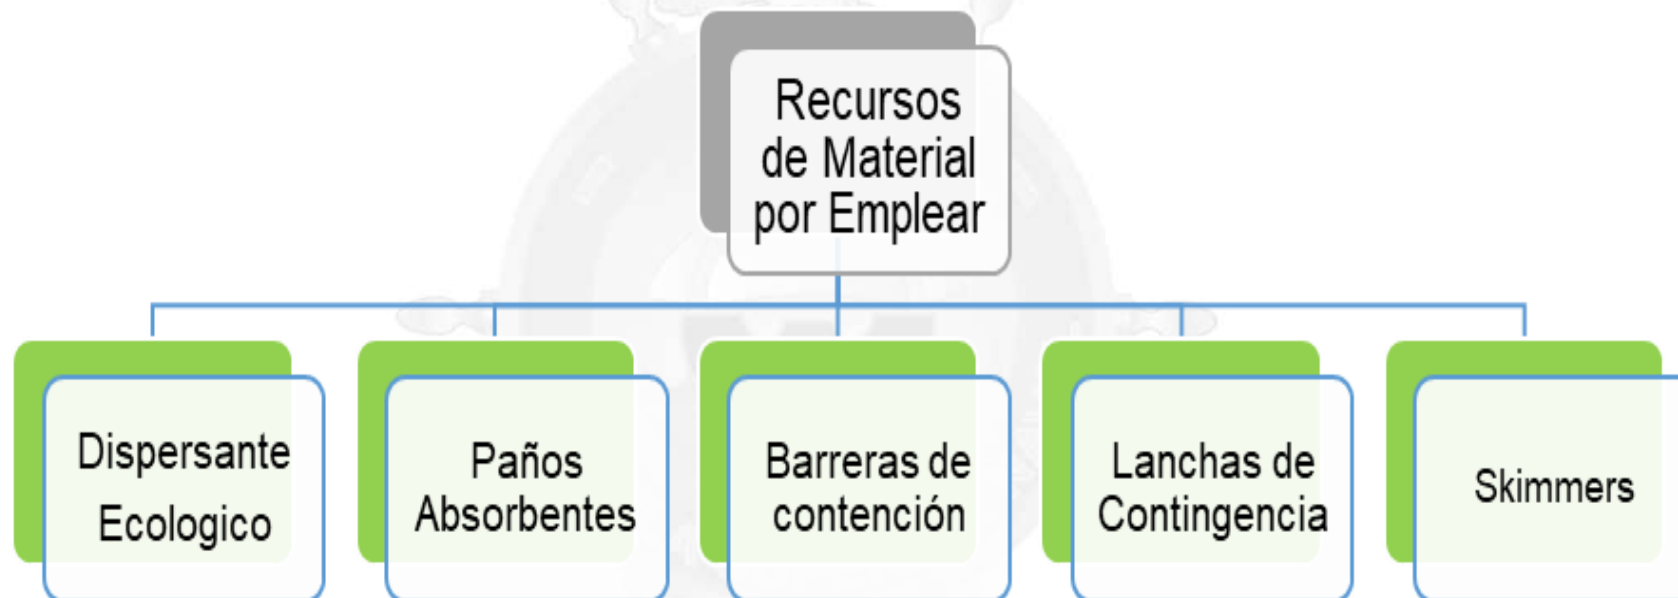 Recursos
de Material
por Emplear
Dispersante
Ecologico
Paños
Absorbentes
Barreras de
contención
Lanchas de
Contingencia
Skimmers